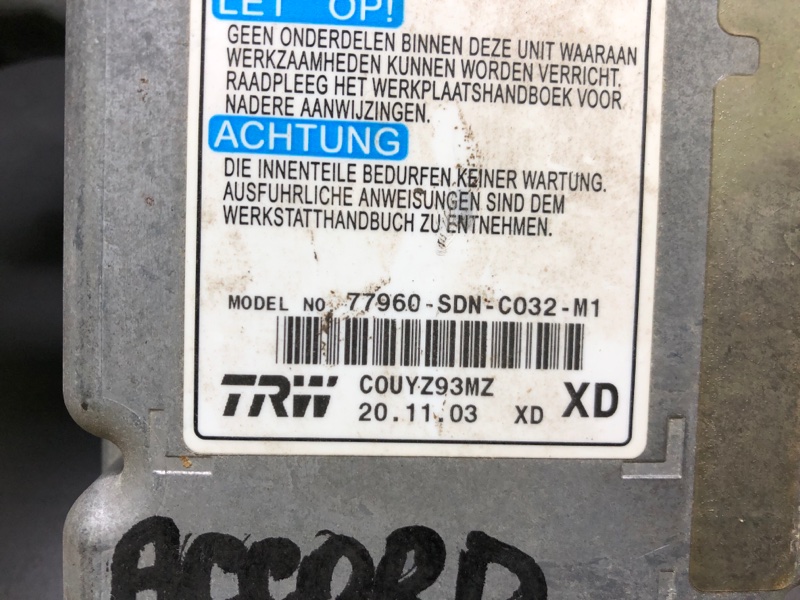 LET OP!
GEEN ONDERDELEN BINNEN DEZE UNIT WAARAAN
WERKZAAMHEDEN KUNNEN WORDEN VERRICHT.
RAADPLEEG HET WERKPLAATSHANDBOEK VOOR
NADERE AANWIJZINGEN.
ACHTUNG
DIE INNENTEILE BEDURFEN KEINER WARTUNG.
AUSFUHRLICHE ANWEISUNGEN SIND DEM
WERKSTATTHANDBUCH ZU ENTNEHMEN.
MODEL NO 77960-SDN-C032-M1
TRW C0UYZ93MZ XD
20.11.03 XD
ACCORD